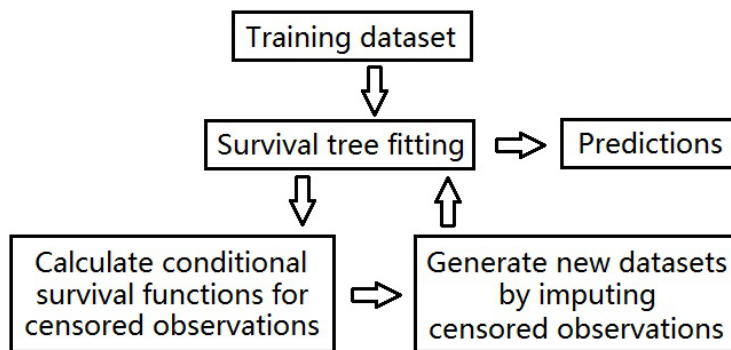 Training dataset
Survival tree fitting
Predictions
Calculate conditional
survival functions for
censored observations
Generate new datasets
by imputing
censored observations